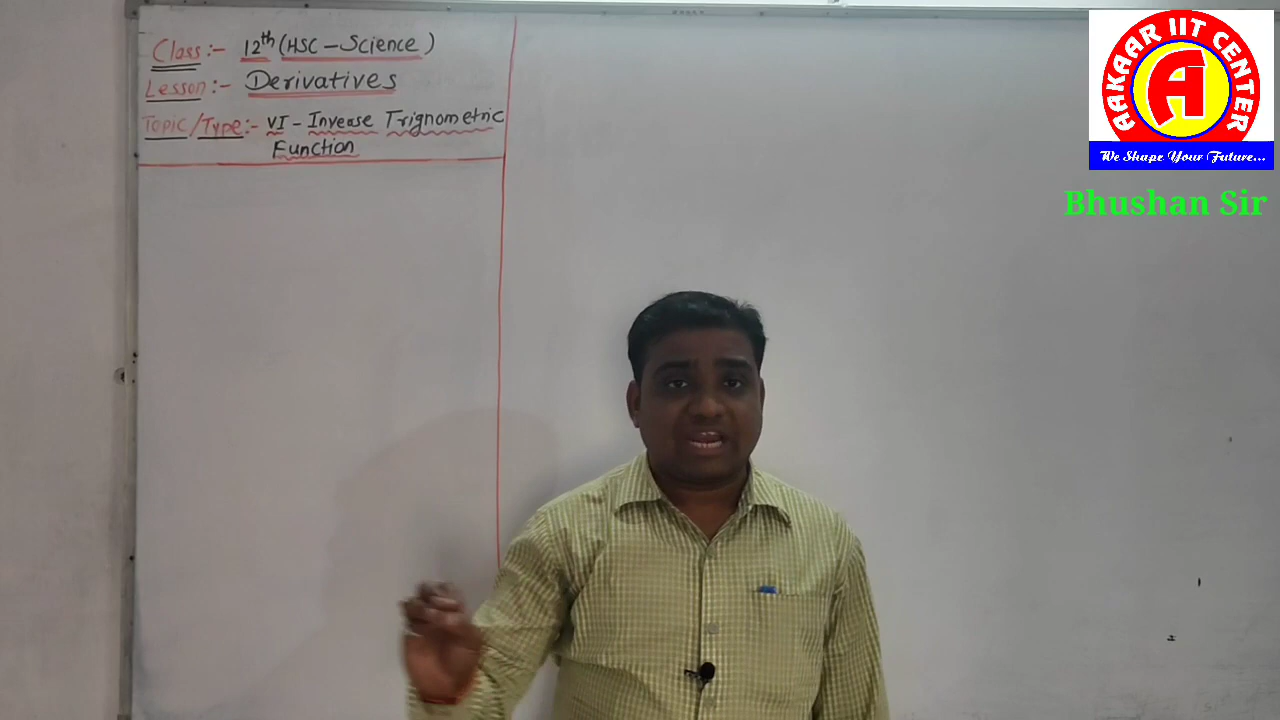 Class :- 12th (HSC - Science)
Lesson :- Derivatives
Topic/Type :- VI - Invease Trignometric
Function
AAKAAR IIT CENTER
A
We Shape Your Future...
Bhushan Sir